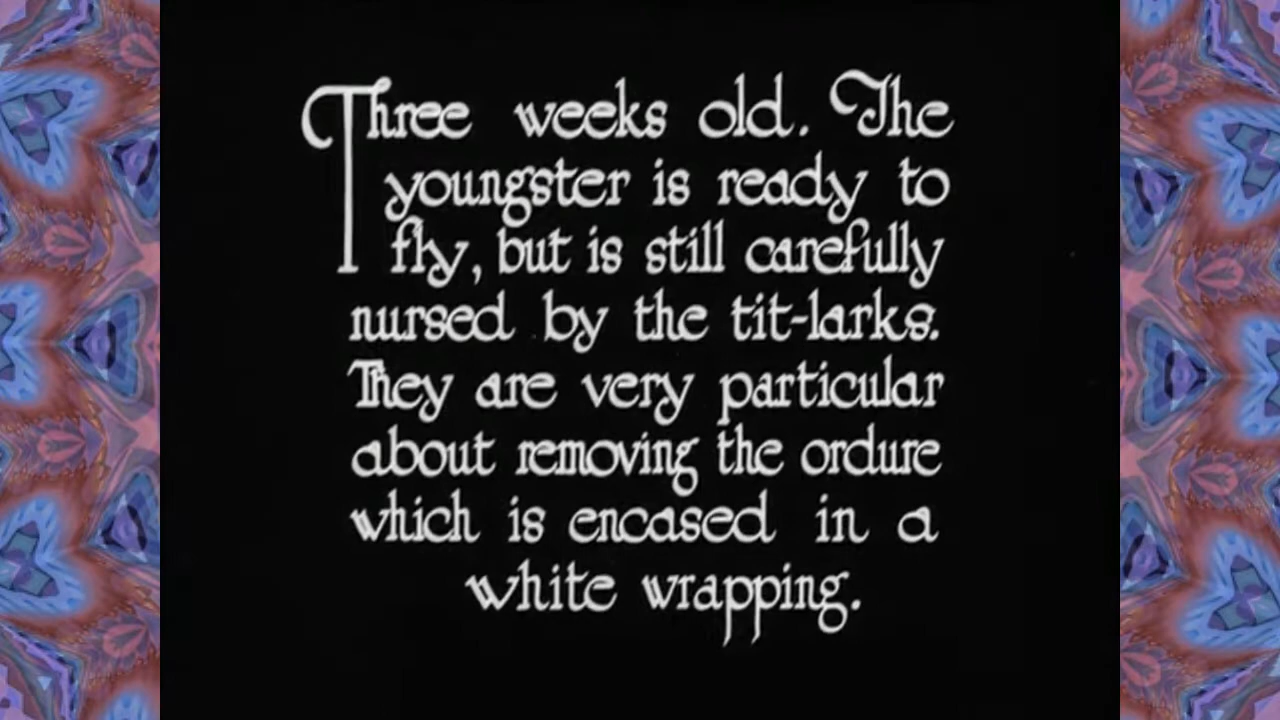 Three weeks old. The
youngster is ready to
fly, but is still carefully
nursed by the tit-larks.
They are very particular
about removing the ordure
which is encased in a
white wrapping.